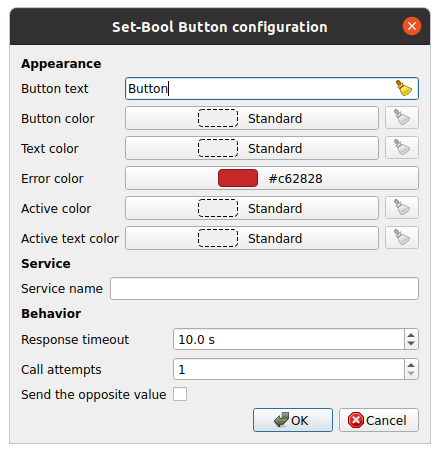 Set-Bool Button configuration
Appearance
Button text Button
Button color Standard
Text color Standard
Error color #c62828
Active color Standard
Active text color Standard
Service
Service name
Behavior
Response timeout 10.0 s
Call attempts 1
Send the opposite value
OK Cancel